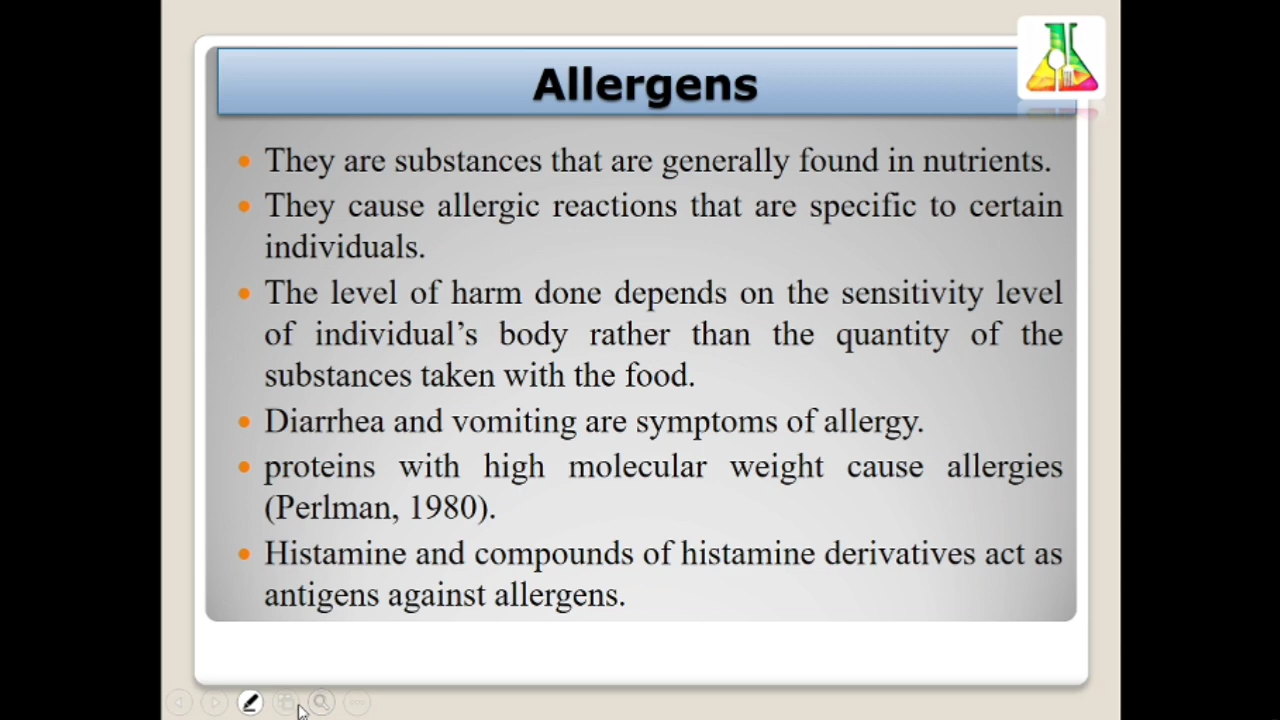 Allergens
• They are substances that are generally found in nutrients.
• They cause allergic reactions that are specific to certain
individuals.
• The level of harm done depends on the sensitivity level
of individual’s body rather than the quantity of the
substances taken with the food.
• Diarrhea and vomiting are symptoms of allergy.
• proteins with high molecular weight cause allergies
(Perlman, 1980).
• Histamine and compounds of histamine derivatives act as
antigens against allergens.